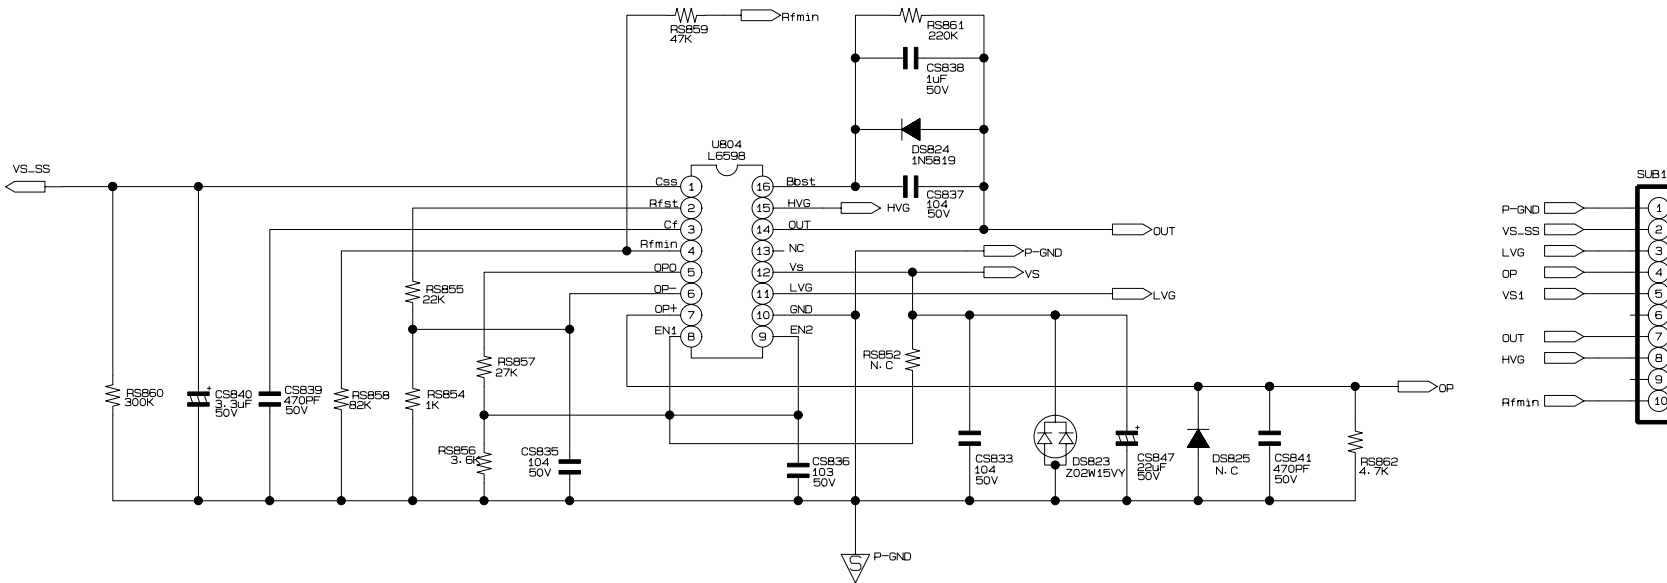 Rfmin
RS859
47K
RS861
220K
CS838
1uF
50V
DS824
1N5819
CS837
104
50V
U804
L6598
Css 1 16 Bbst
Rfst 2 15 HVG
Cf 3 14 OUT
Rfmin 4 13 NC
OPO 5 12 Vs
OP- 6 11 LVG
OP+ 7 10 GND
EN1 8 9 EN2
VS_SS
HVG
OUT
P-GND
VS
LVG
OP
RS855
22K
RS857
27K
RS852
N.C
RS860
300K
CS840
3.3uF
50V
CS839
470PF
50V
RS858
82K
RS854
1K
RS856
3.6K
CS835
104
50V
CS836
103
50V
CS833
104
50V
DS823
Z02W15VY
CS847
22uF
50V
DS825
N.C
CS841
470PF
50V
RS862
4.7K
S P-GND
SUB1
P-GND 1
VS_SS 2
LVG 3
OP 4
VS1 5
6
OUT 7
HVG 8
9
Rfmin 10